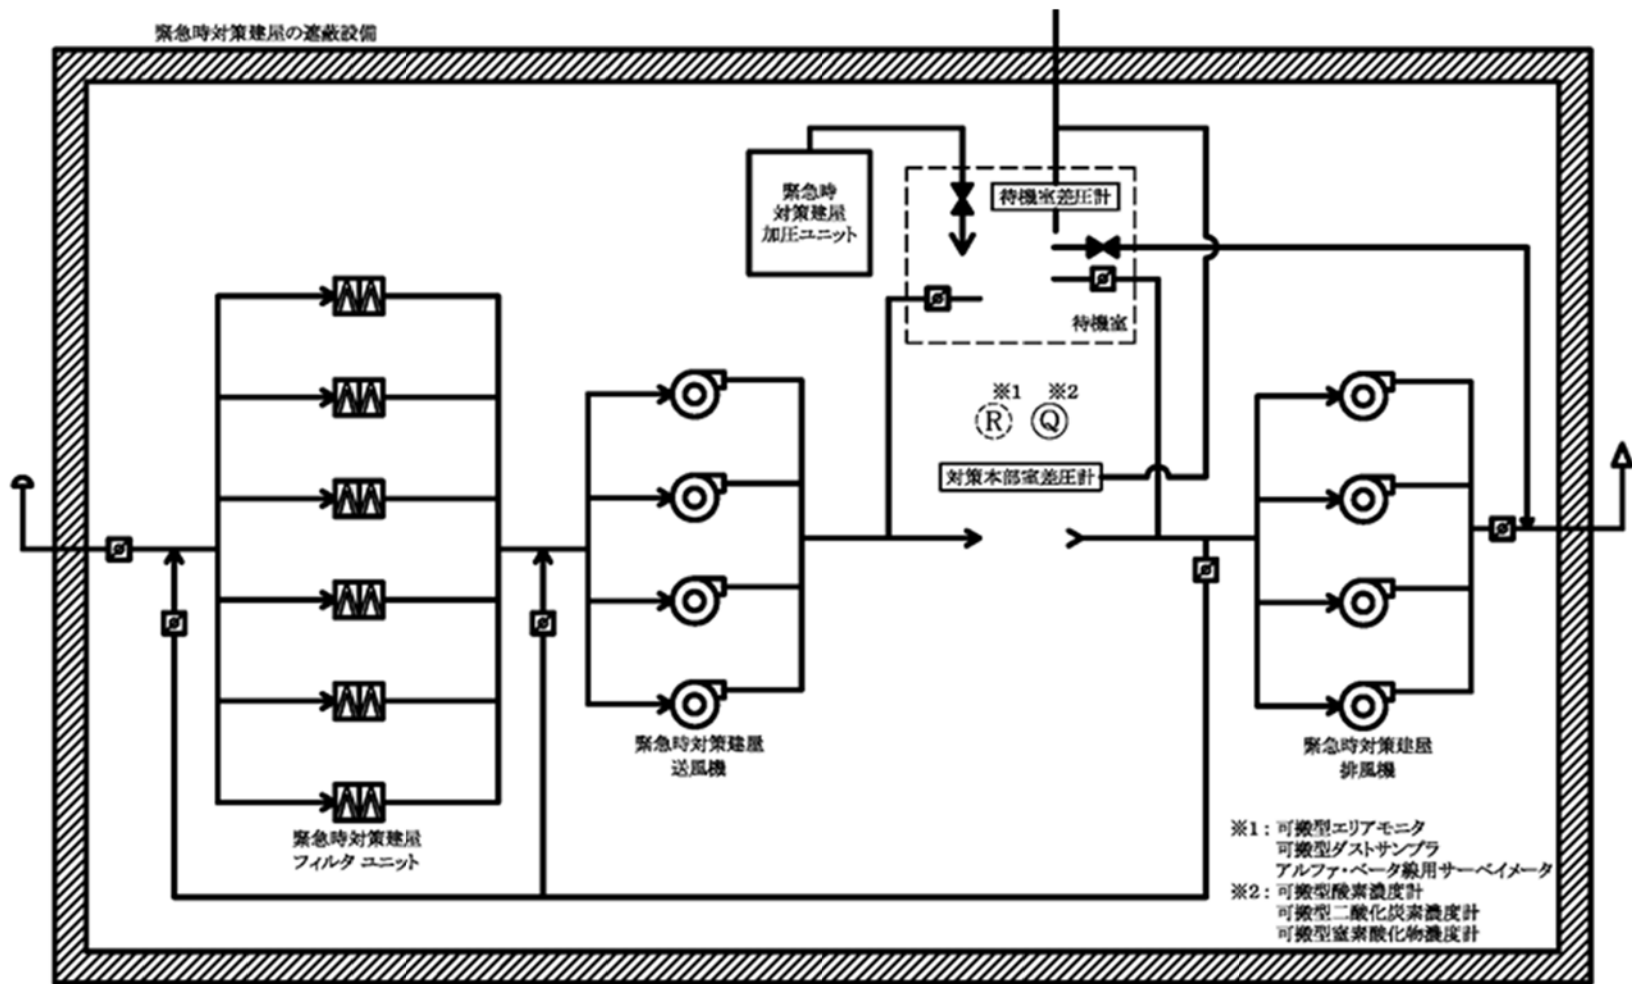 緊急時対策建屋の遮蔽設備
緊急時
対策建屋
加圧ユニット
待機室差圧計
待機室
※1
※2
R
Q
対策本部室差圧計
緊急時対策建屋
送風機
緊急時対策建屋
排風機
緊急時対策建屋
フィルタユニット
※1：可搬型エリアモニタ
可搬型ダストサンプラ
アルファ・ベータ線用サーベイメータ
※2：可搬型酸素濃度計
可搬型二酸化炭素濃度計
可搬型窒素酸化物濃度計